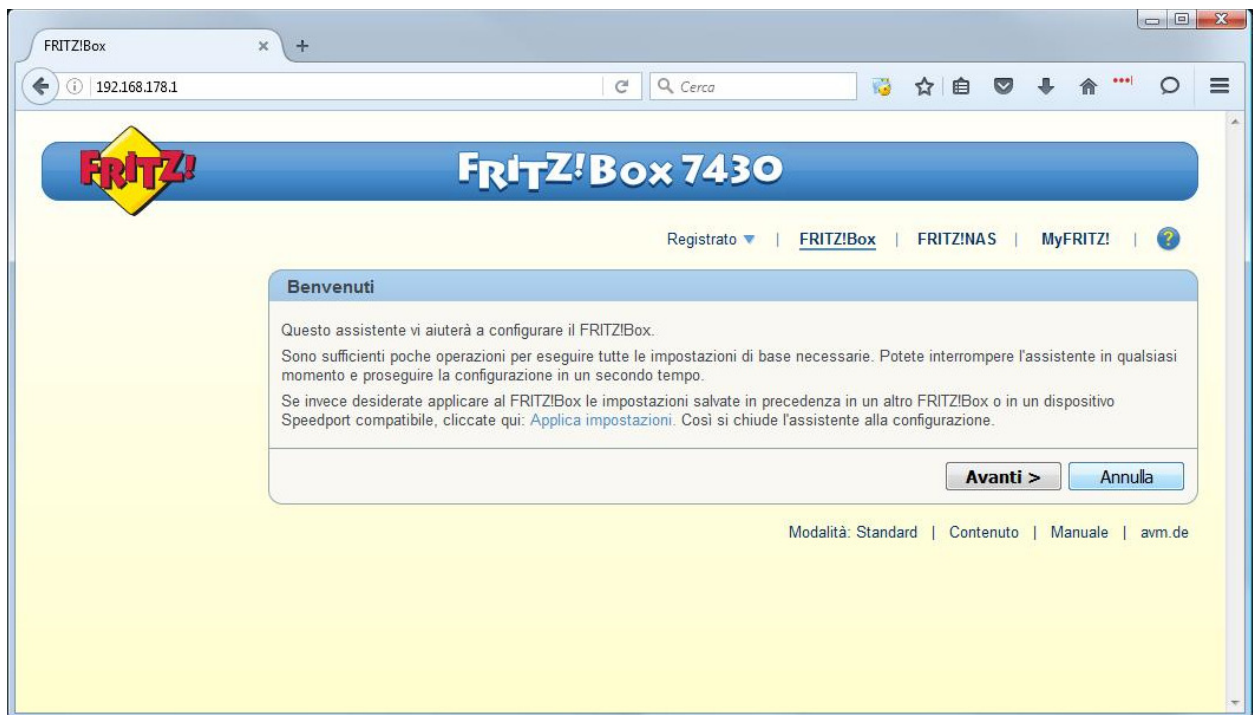 FRITZ!Box
192.168.178.1
Cerca
FRITZ!
FRITZ!Box 7430
Registrato | FRITZ!Box | FRITZ!NAS | MyFRITZ! | ?
Benvenuti
Questo assistente vi aiuterà a configurare il FRITZ!Box.
Sono sufficienti poche operazioni per eseguire tutte le impostazioni di base necessarie. Potete interrompere l'assistente in qualsiasi
momento e proseguire la configurazione in un secondo tempo.
Se invece desiderate applicare al FRITZ!Box le impostazioni salvate in precedenza in un altro FRITZ!Box o in un dispositivo
Speedport compatibile, cliccate qui: Applica impostazioni. Così si chiude l'assistente alla configurazione.
Avanti > Annulla
Modalità: Standard | Contenuto | Manuale | avm.de